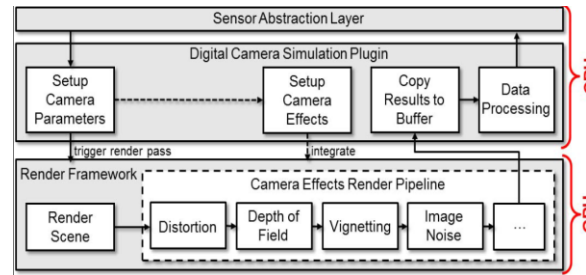 Sensor Abstraction Layer
Digital Camera Simulation Plugin
Setup
Camera
Parameters
Setup
Camera
Effects
Copy
Results to
Buffer
Data
Processing
trigger render pass
integrate
Render Framework
Camera Effects Render Pipeline
Render
Scene
Distortion
Depth of
Field
Vignetting
Image
Noise
...